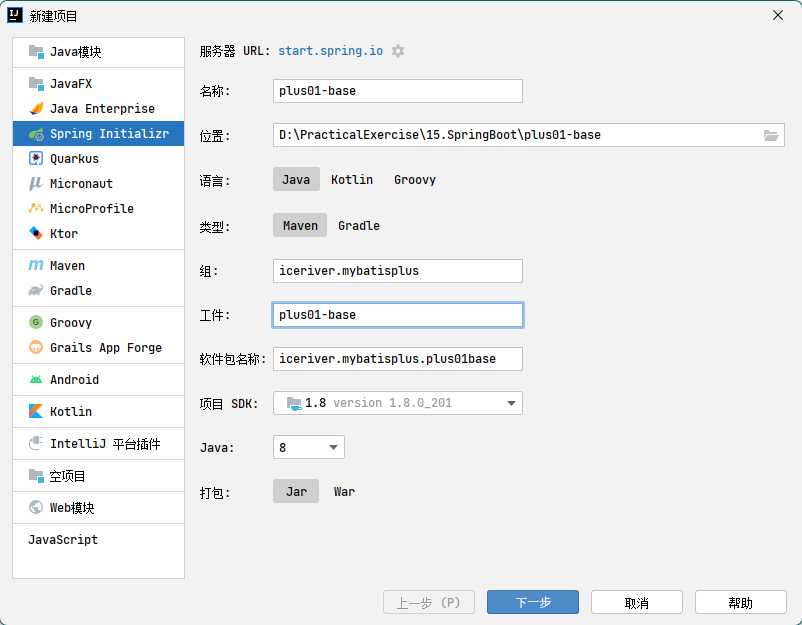 新建项目
Java模块
JavaFX
Java Enterprise
Spring Initializr
Quarkus
Micronaut
MicroProfile
Ktor
Maven
Gradle
Groovy
Grails App Forge
Android
Kotlin
IntelliJ 平台插件
空项目
Web模块
JavaScript
服务器 URL: start.spring.io
名称: plus01-base
位置: D:\PracticalExercise\15.SpringBoot\plus01-base
语言: Java Kotlin Groovy
类型: Maven Gradle
组: iceriver.mybatisplus
工件: plus01-base
软件包名称: iceriver.mybatisplus.plus01base
项目 SDK: 1.8 version 1.8.0_201
Java: 8
打包: Jar War
上一步 (P) 下一步 取消 帮助